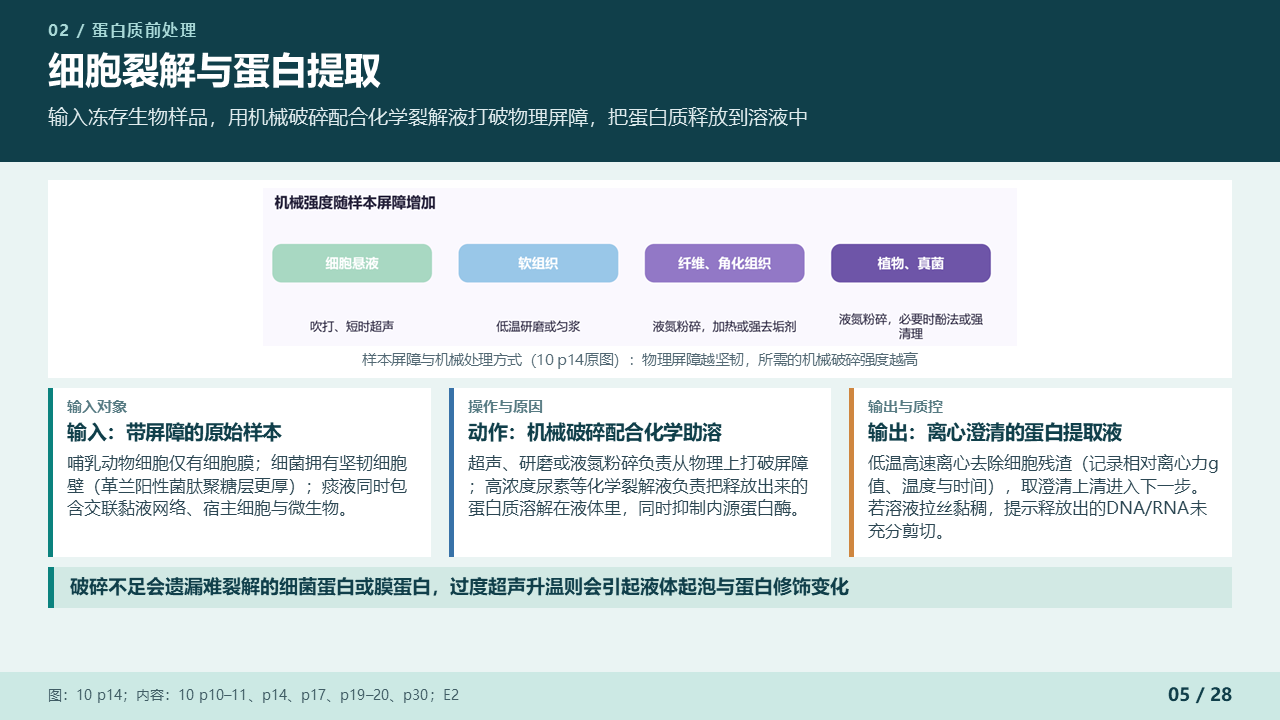 02 / 蛋白质前处理
细胞裂解与蛋白提取
输入冻存生物样品，用机械破碎配合化学裂解液打破物理屏障，把蛋白质释放到溶液中
机械强度随样本屏障增加
细胞悬液
软组织
纤维、角化组织
植物、真菌
吹打、短时超声
低温研磨或匀浆
液氮粉碎，加热或强去垢剂
液氮粉碎，必要时酚法或强
清理
样本屏障与机械处理方式（10 p14原图）：物理屏障越坚韧，所需的机械破碎强度越高
输入对象
输入：带屏障的原始样本
哺乳动物细胞仅有细胞膜；细菌拥有坚韧细胞
壁（革兰阳性菌肽聚糖层更厚）；痰液同时包
含交联黏液网络、宿主细胞与微生物。
操作与原因
动作：机械破碎配合化学助溶
超声、研磨或液氮粉碎负责从物理上打破屏障
；高浓度尿素等化学裂解液负责把释放出来的
蛋白质溶解在液体里，同时抑制内源蛋白酶。
输出与质控
输出：离心澄清的蛋白提取液
低温高速离心去除细胞残渣（记录相对离心力g
值、温度与时间），取澄清上清进入下一步。
若溶液拉丝黏稠，提示释放出的DNA/RNA未
充分剪切。
破碎不足会遗漏难裂解的细菌蛋白或膜蛋白，过度超声升温则会引起液体起泡与蛋白修饰变化
图：10 p14；内容：10 p10–11、p14、p17、p19–20、p30；E2
05 / 28